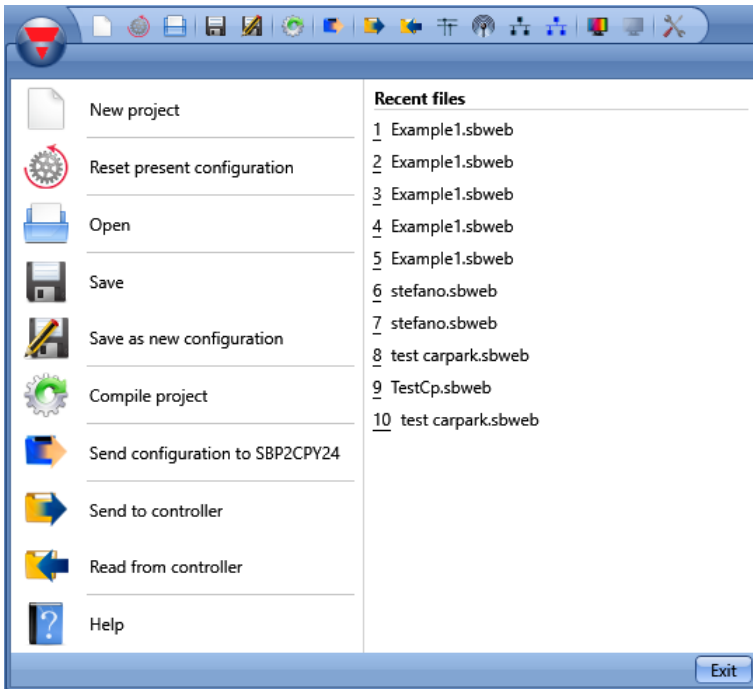 New project
Reset present configuration
Open
Save
Save as new configuration
Compile project
Send configuration to SBP2CPY24
Send to controller
Read from controller
? Help
Recent files
1 Example1.sbweb
2 Example1.sbweb
3 Example1.sbweb
4 Example1.sbweb
5 Example1.sbweb
6 stefano.sbweb
7 stefano.sbweb
8 test carpark.sbweb
9 TestCp.sbweb
10 test carpark.sbweb
Exit